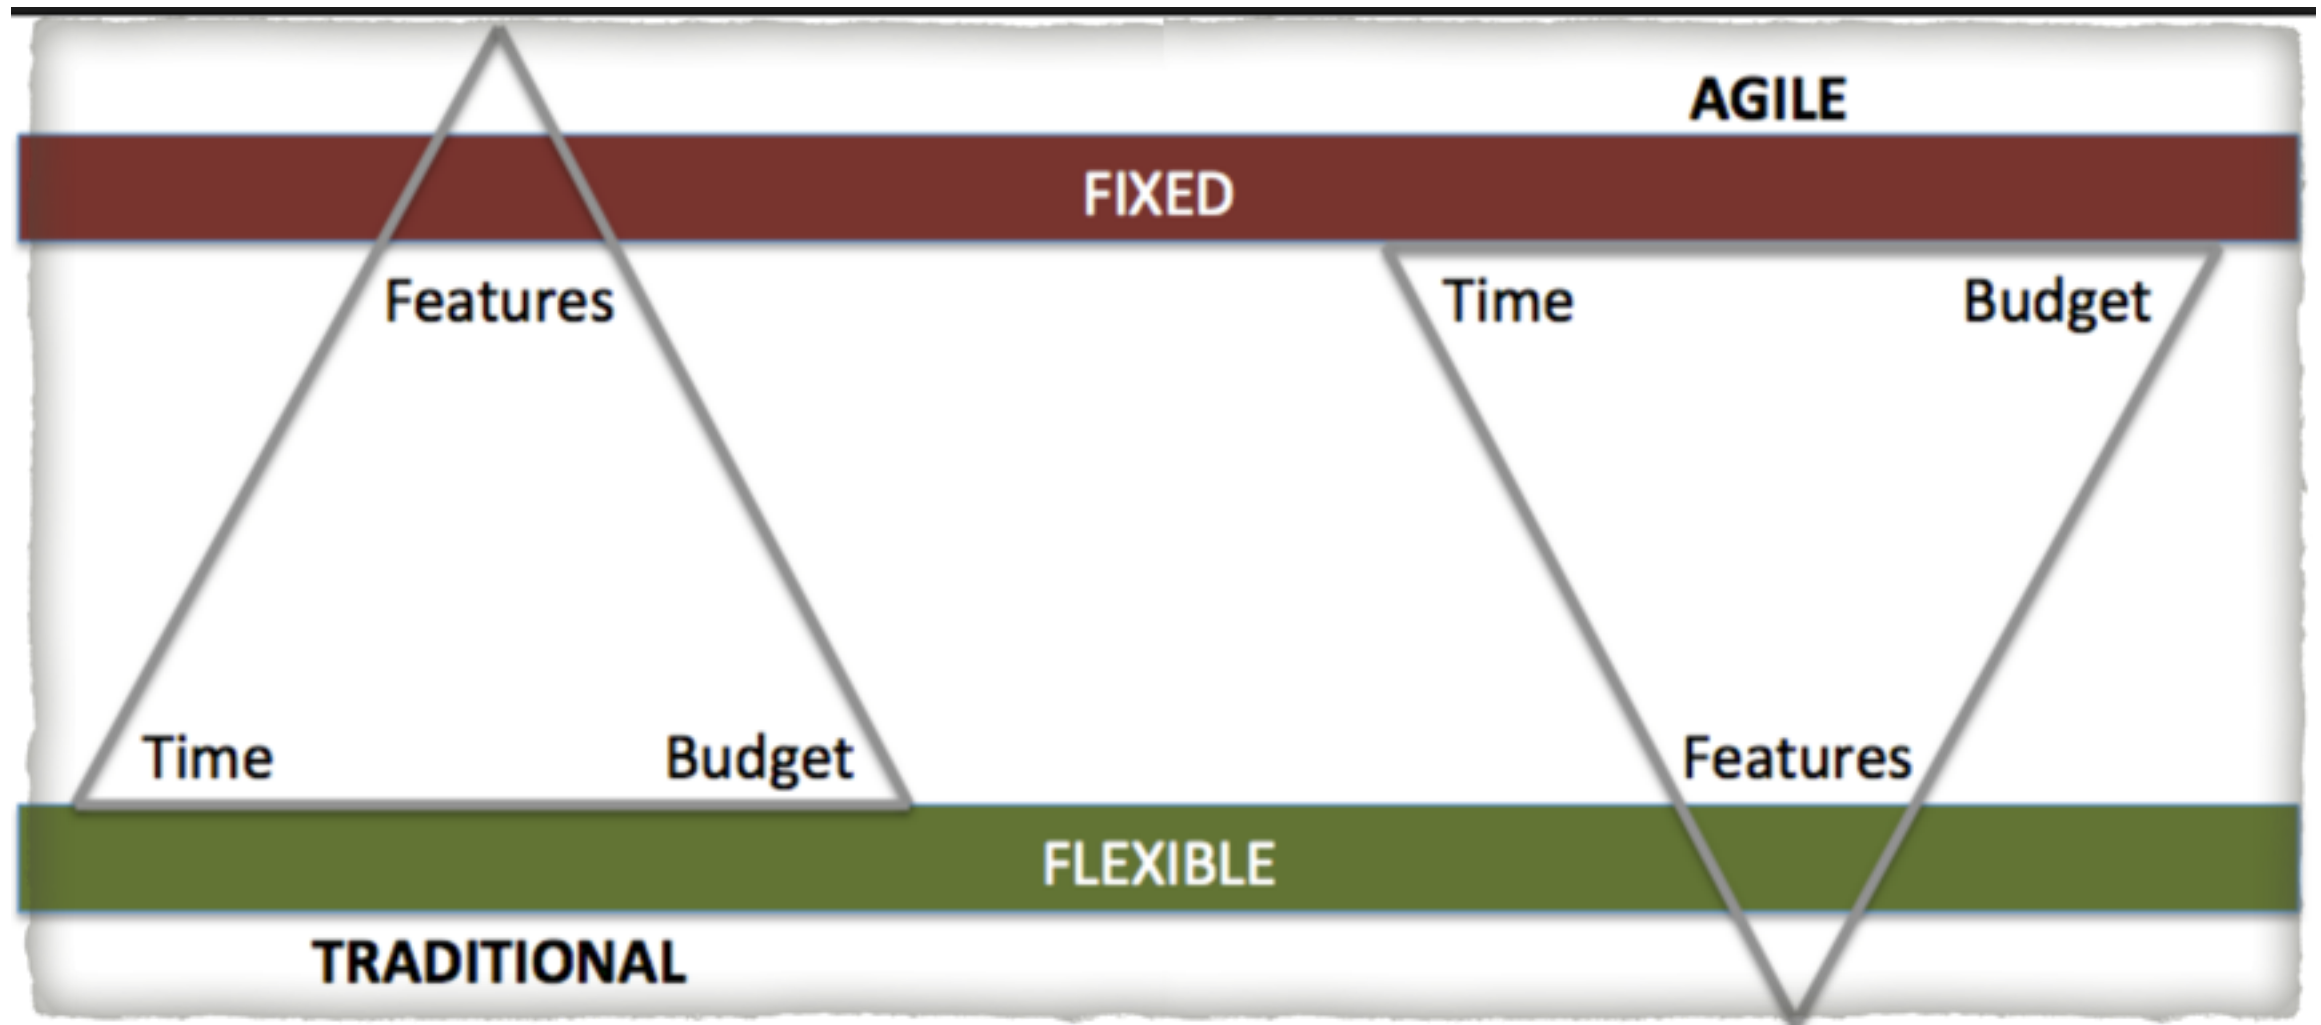 AGILE
FIXED
Features
Time
Budget
Time
Budget
Features
FLEXIBLE
TRADITIONAL